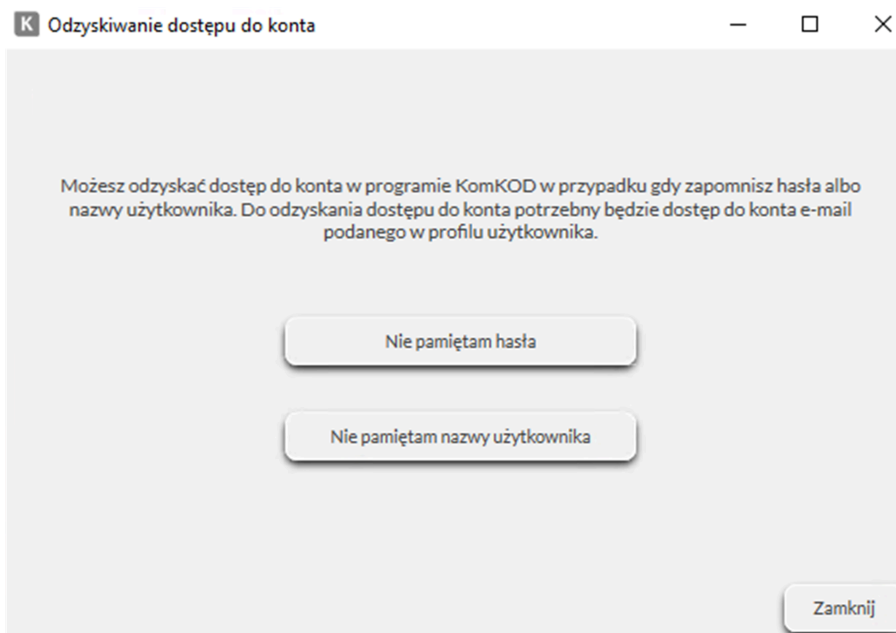 K Odzyskiwanie dostępu do konta
Możesz odzyskać dostęp do konta w programie KomKOD w przypadku gdy zapomnisz hasła albo
nazwy użytkownika. Do odzyskania dostępu do konta potrzebny będzie dostęp do konta e-mail
podanego w profilu użytkownika.
Nie pamiętam hasła
Nie pamiętam nazwy użytkownika
Zamknij